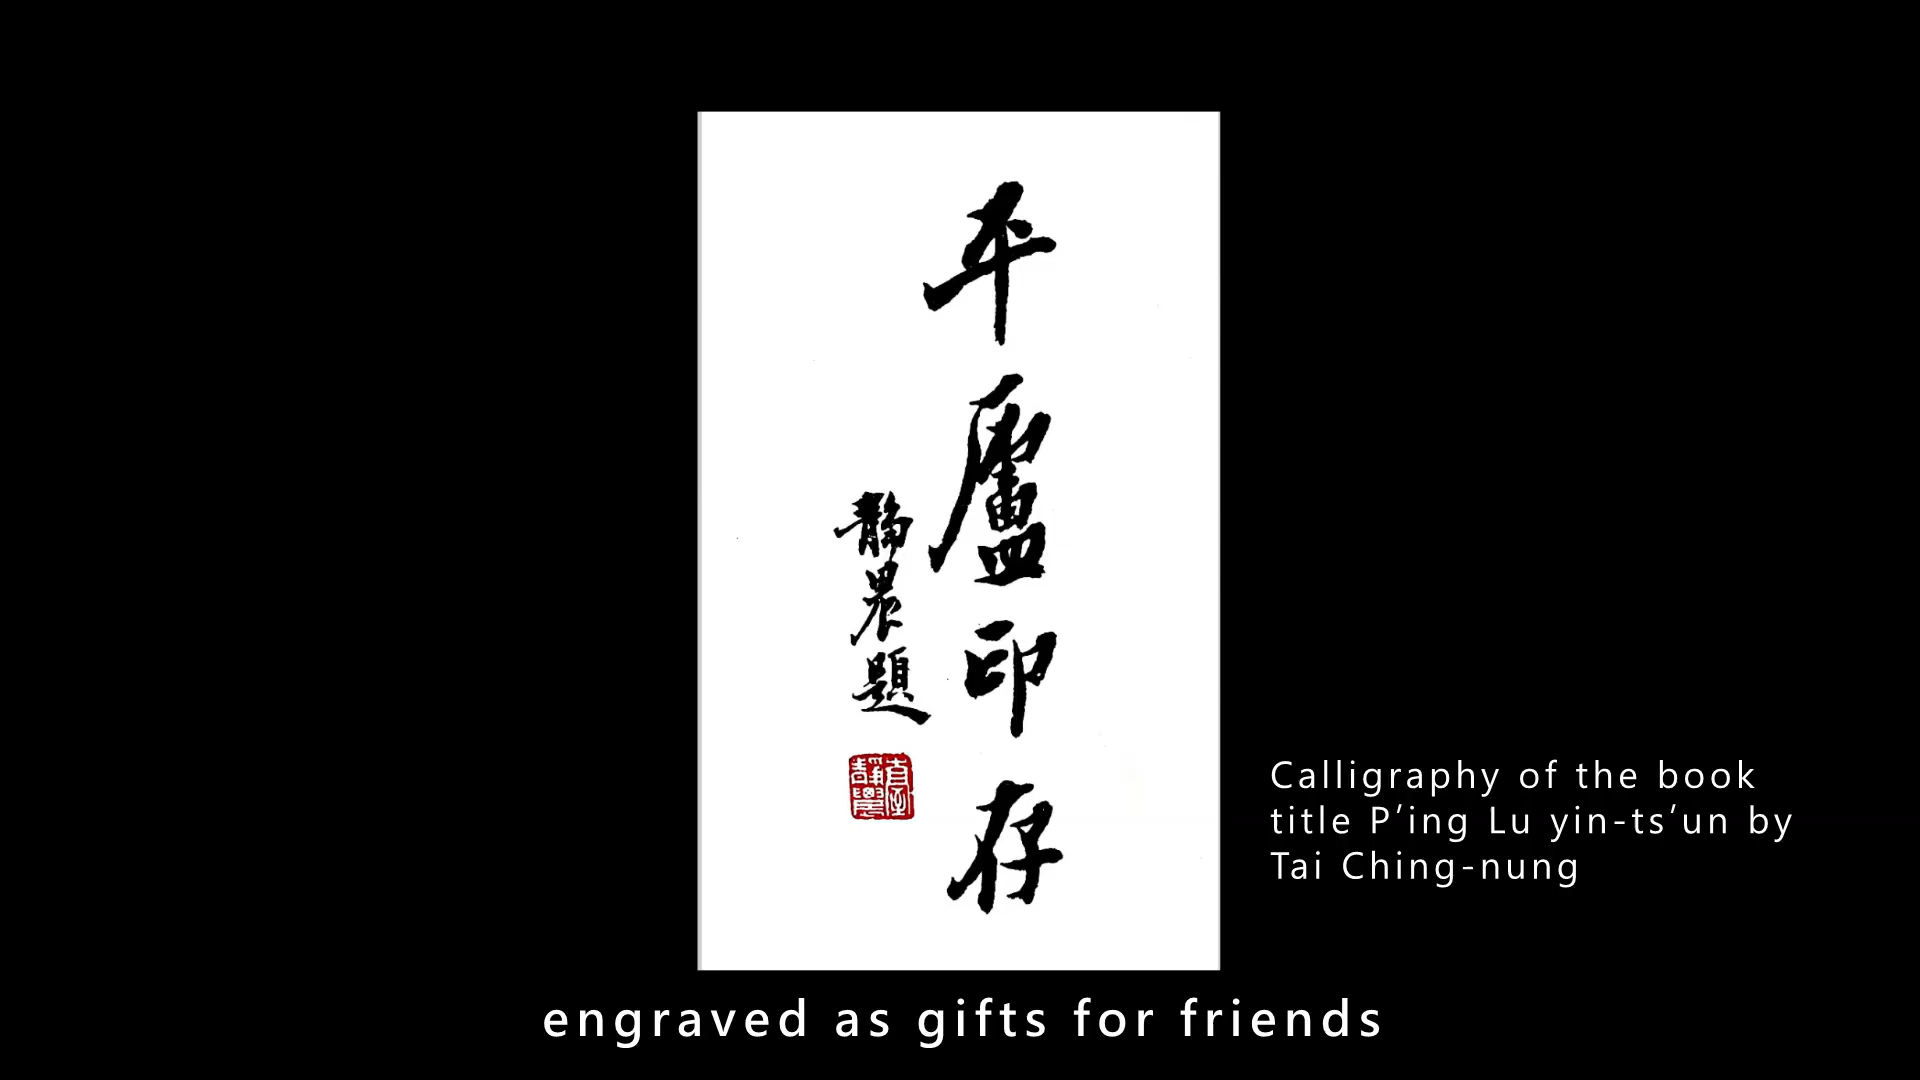 平廬印存
靜農題
Calligraphy of the book
title P’ing Lu yin-ts’un by
Tai Ching-nung
engraved as gifts for friends